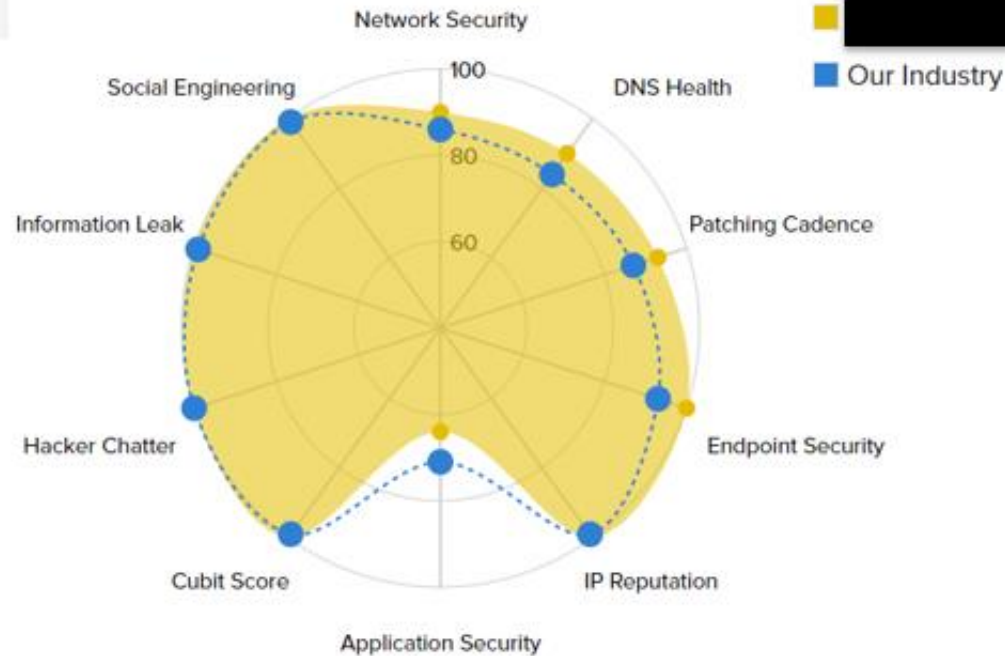 Network Security
Our Industry
100
Social Engineering
DNS Health
80
Information Leak
Patching Cadence
60
Hacker Chatter
Endpoint Security
Cubit Score
IP Reputation
Application Security